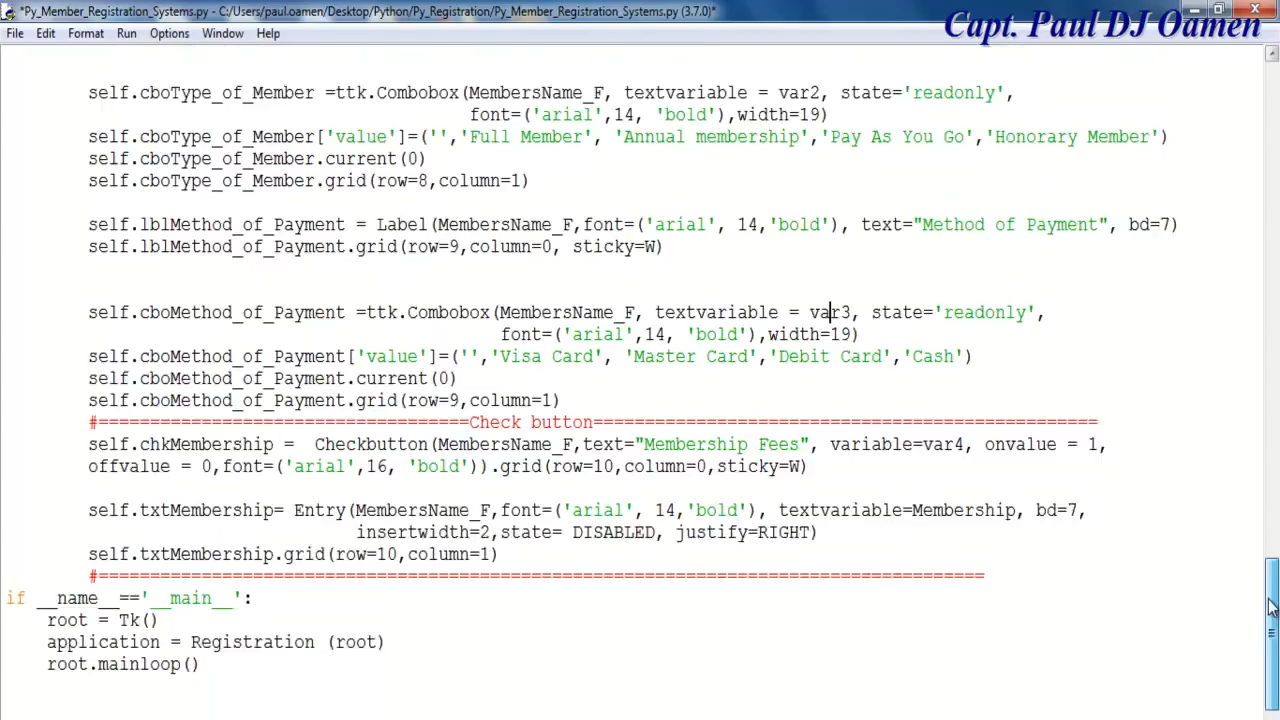 *Py_Member_Registration_Systems.py - C:/Users/paul.oamen/Desktop/Python/Py_Registration/Py_Member_Registration_Systems.py (3.7.0)*
File Edit Format Run Options Window Help
Capt. Paul DJ Oamen
self.cboType_of_Member =ttk.Combobox(MembersName_F, textvariable = var2, state='readonly',
font=('arial',14, 'bold'),width=19)
self.cboType_of_Member['value']=('','Full Member', 'Annual membership','Pay As You Go','Honorary Member')
self.cboType_of_Member.current(0)
self.cboType_of_Member.grid(row=8,column=1)
self.lblMethod_of_Payment = Label(MembersName_F,font=('arial', 14,'bold'), text="Method of Payment", bd=7)
self.lblMethod_of_Payment.grid(row=9,column=0, sticky=W)
self.cboMethod_of_Payment =ttk.Combobox(MembersName_F, textvariable = var3, state='readonly',
font=('arial',14, 'bold'),width=19)
self.cboMethod_of_Payment['value']=('','Visa Card', 'Master Card','Debit Card','Cash')
self.cboMethod_of_Payment.current(0)
self.cboMethod_of_Payment.grid(row=9,column=1)
#====================================Check button=================================================
self.chkMembership =  Checkbutton(MembersName_F,text="Membership Fees", variable=var4, onvalue = 1,
offvalue = 0,font=('arial',16, 'bold')).grid(row=10,column=0,sticky=W)
self.txtMembership= Entry(MembersName_F,font=('arial', 14,'bold'), textvariable=Membership, bd=7,
insertwidth=2,state= DISABLED, justify=RIGHT)
self.txtMembership.grid(row=10,column=1)
#======================================================================================
if __name__=='__main__':
root = Tk()
application = Registration (root)
root.mainloop()